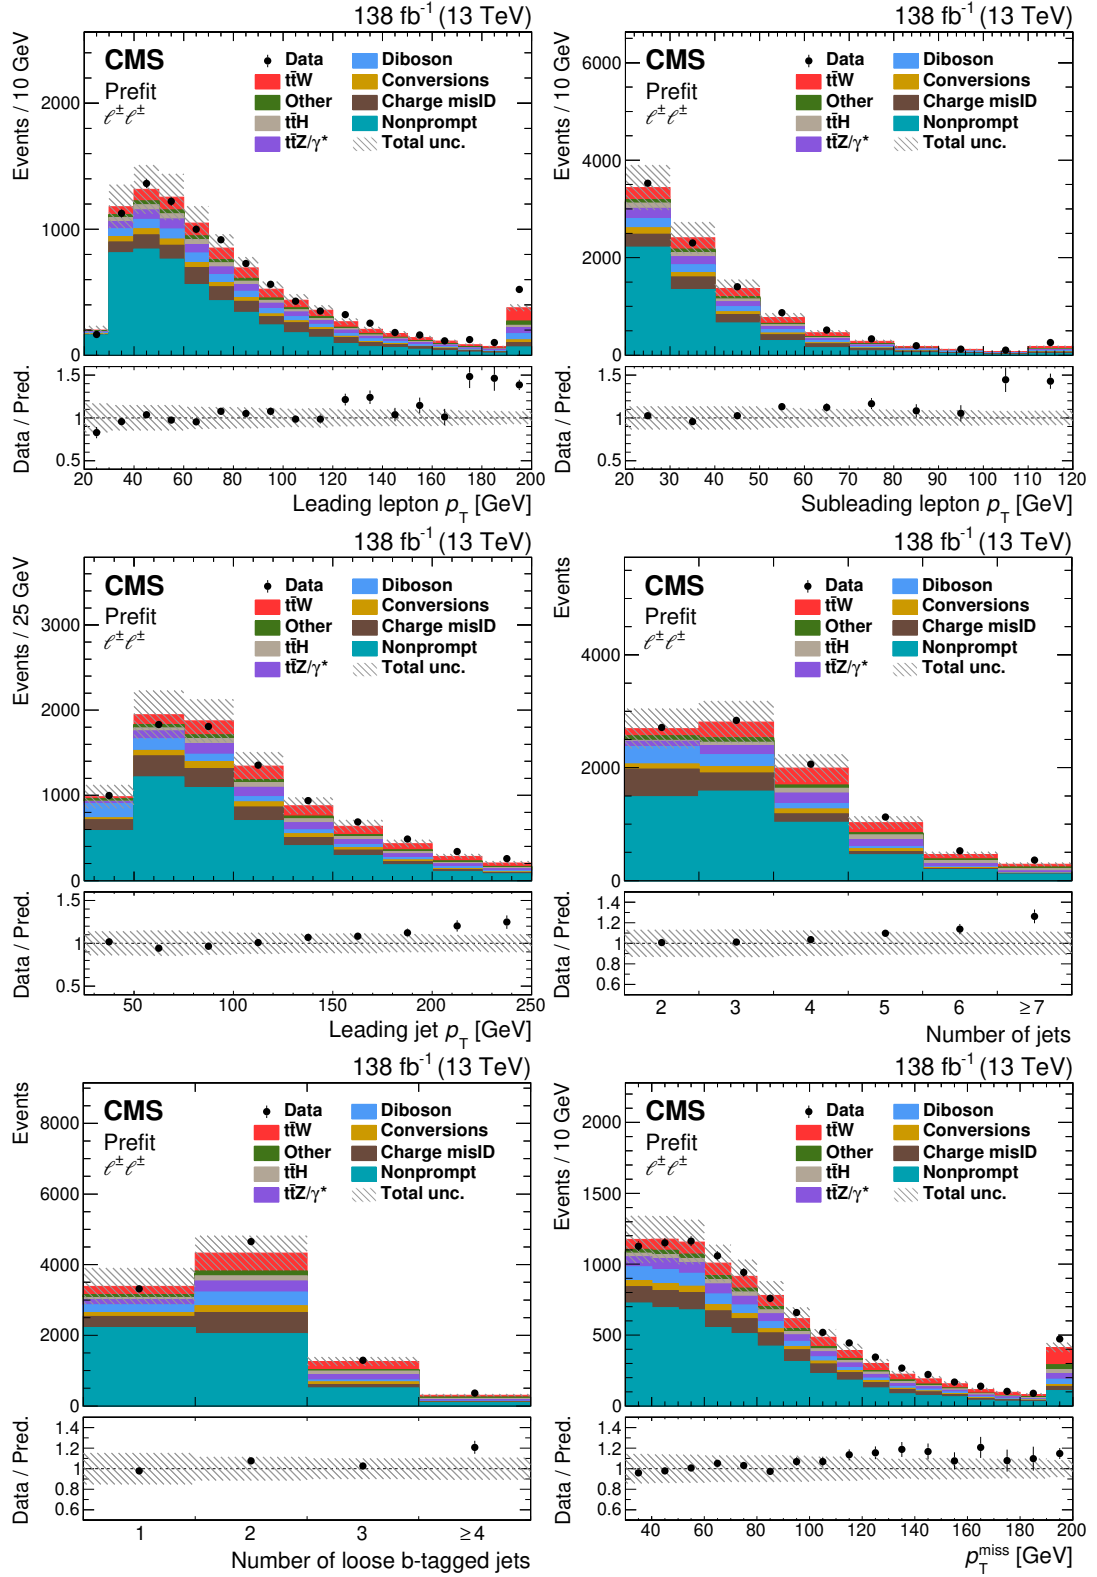 138 fb-1 (13 TeV)
Events / 10 GeV
CMS
Prefit
ℓ±ℓ±
Data
tt̄W
Other
tt̄H
tt̄Z/γ*
Diboson
Conversions
Charge misID
Nonprompt
Total unc.
2000
1000
0
Data / Pred.
1.5
1
0.5
20 40 60 80 100 120 140 160 180 200
Leading lepton pT [GeV]
138 fb-1 (13 TeV)
Events / 10 GeV
CMS
Prefit
ℓ±ℓ±
Data
tt̄W
Other
tt̄H
tt̄Z/γ*
Diboson
Conversions
Charge misID
Nonprompt
Total unc.
6000
4000
2000
0
Data / Pred.
1.5
1
0.5
20 30 40 50 60 70 80 90 100 110 120
Subleading lepton pT [GeV]
138 fb-1 (13 TeV)
Events / 25 GeV
CMS
Prefit
ℓ±ℓ±
Data
tt̄W
Other
tt̄H
tt̄Z/γ*
Diboson
Conversions
Charge misID
Nonprompt
Total unc.
3000
2000
1000
0
Data / Pred.
1.5
1
0.5
50 100 150 200 250
Leading jet pT [GeV]
138 fb-1 (13 TeV)
Events
CMS
Prefit
ℓ±ℓ±
Data
tt̄W
Other
tt̄H
tt̄Z/γ*
Diboson
Conversions
Charge misID
Nonprompt
Total unc.
4000
2000
0
Data / Pred.
1.4
1.2
1
0.8
0.6
2 3 4 5 6 ≥7
Number of jets
138 fb-1 (13 TeV)
Events
CMS
Prefit
ℓ±ℓ±
Data
tt̄W
Other
tt̄H
tt̄Z/γ*
Diboson
Conversions
Charge misID
Nonprompt
Total unc.
8000
6000
4000
2000
0
Data / Pred.
1.4
1.2
1
0.8
0.6
1 2 3 ≥4
Number of loose b-tagged jets
138 fb-1 (13 TeV)
Events / 10 GeV
CMS
Prefit
ℓ±ℓ±
Data
tt̄W
Other
tt̄H
tt̄Z/γ*
Diboson
Conversions
Charge misID
Nonprompt
Total unc.
2000
1500
1000
500
0
Data / Pred.
1.4
1.2
1
0.8
0.6
40 60 80 100 120 140 160 180 200
pTmiss [GeV]